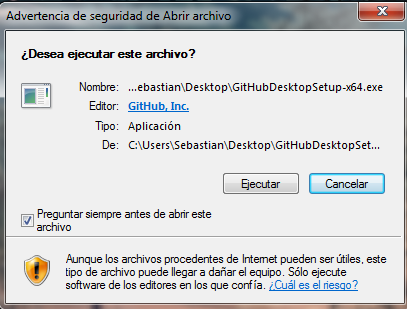 Advertencia de seguridad de Abrir archivo
¿Desea ejecutar este archivo?
Nombre: ...ebastian\Desktop\GitHubDesktopSetup-x64.exe
Editor: GitHub, Inc.
Tipo: Aplicación
De: C:\Users\Sebastian\Desktop\GitHubDesktopSet...
Ejecutar Cancelar
Preguntar siempre antes de abrir este
archivo
Aunque los archivos procedentes de Internet pueden ser útiles, este
tipo de archivo puede llegar a dañar el equipo. Sólo ejecute
software de los editores en los que confía. ¿Cuál es el riesgo?